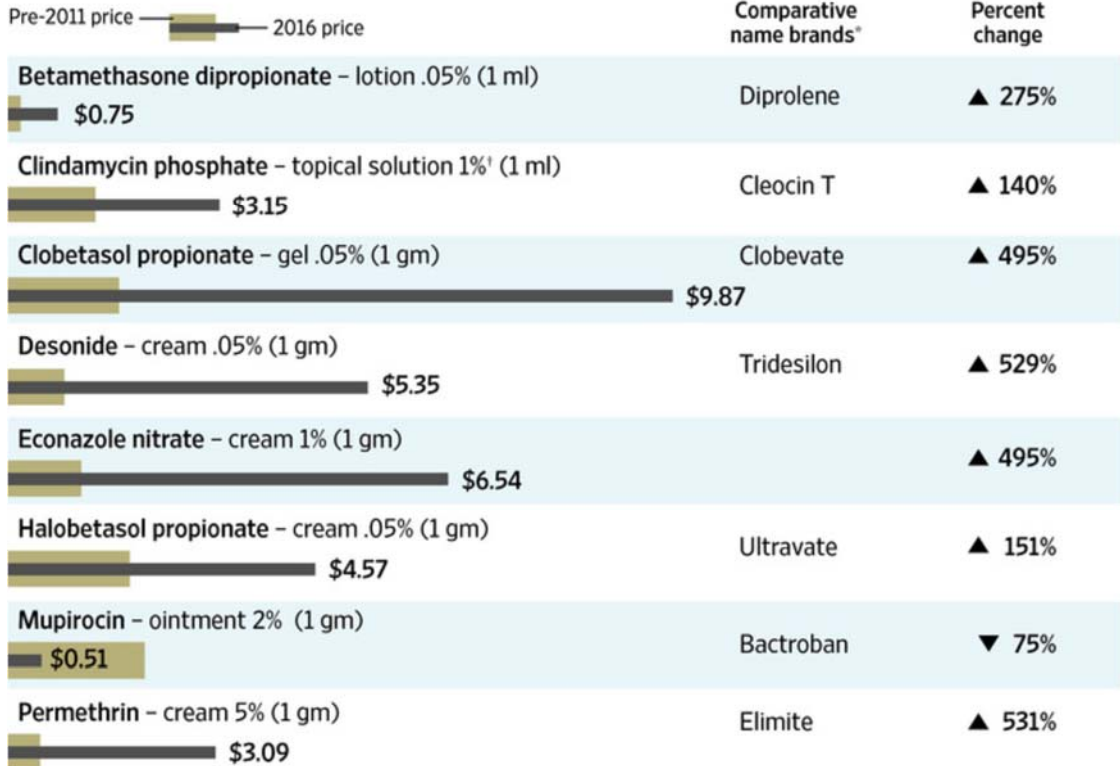 Pre-2011 price
2016 price
Comparative name brands*
Percent change
Betamethasone dipropionate – lotion .05% (1 ml)
$0.75
Diprolene
▲ 275%
Clindamycin phosphate – topical solution 1%† (1 ml)
$3.15
Cleocin T
▲ 140%
Clobetasol propionate – gel .05% (1 gm)
$9.87
Clobevate
▲ 495%
Desonide – cream .05% (1 gm)
$5.35
Tridesilon
▲ 529%
Econazole nitrate – cream 1% (1 gm)
$6.54
▲ 495%
Halobetasol propionate – cream .05% (1 gm)
$4.57
Ultravate
▲ 151%
Mupirocin – ointment 2% (1 gm)
$0.51
Bactroban
▼ 75%
Permethrin – cream 5% (1 gm)
$3.09
Elimite
▲ 531%